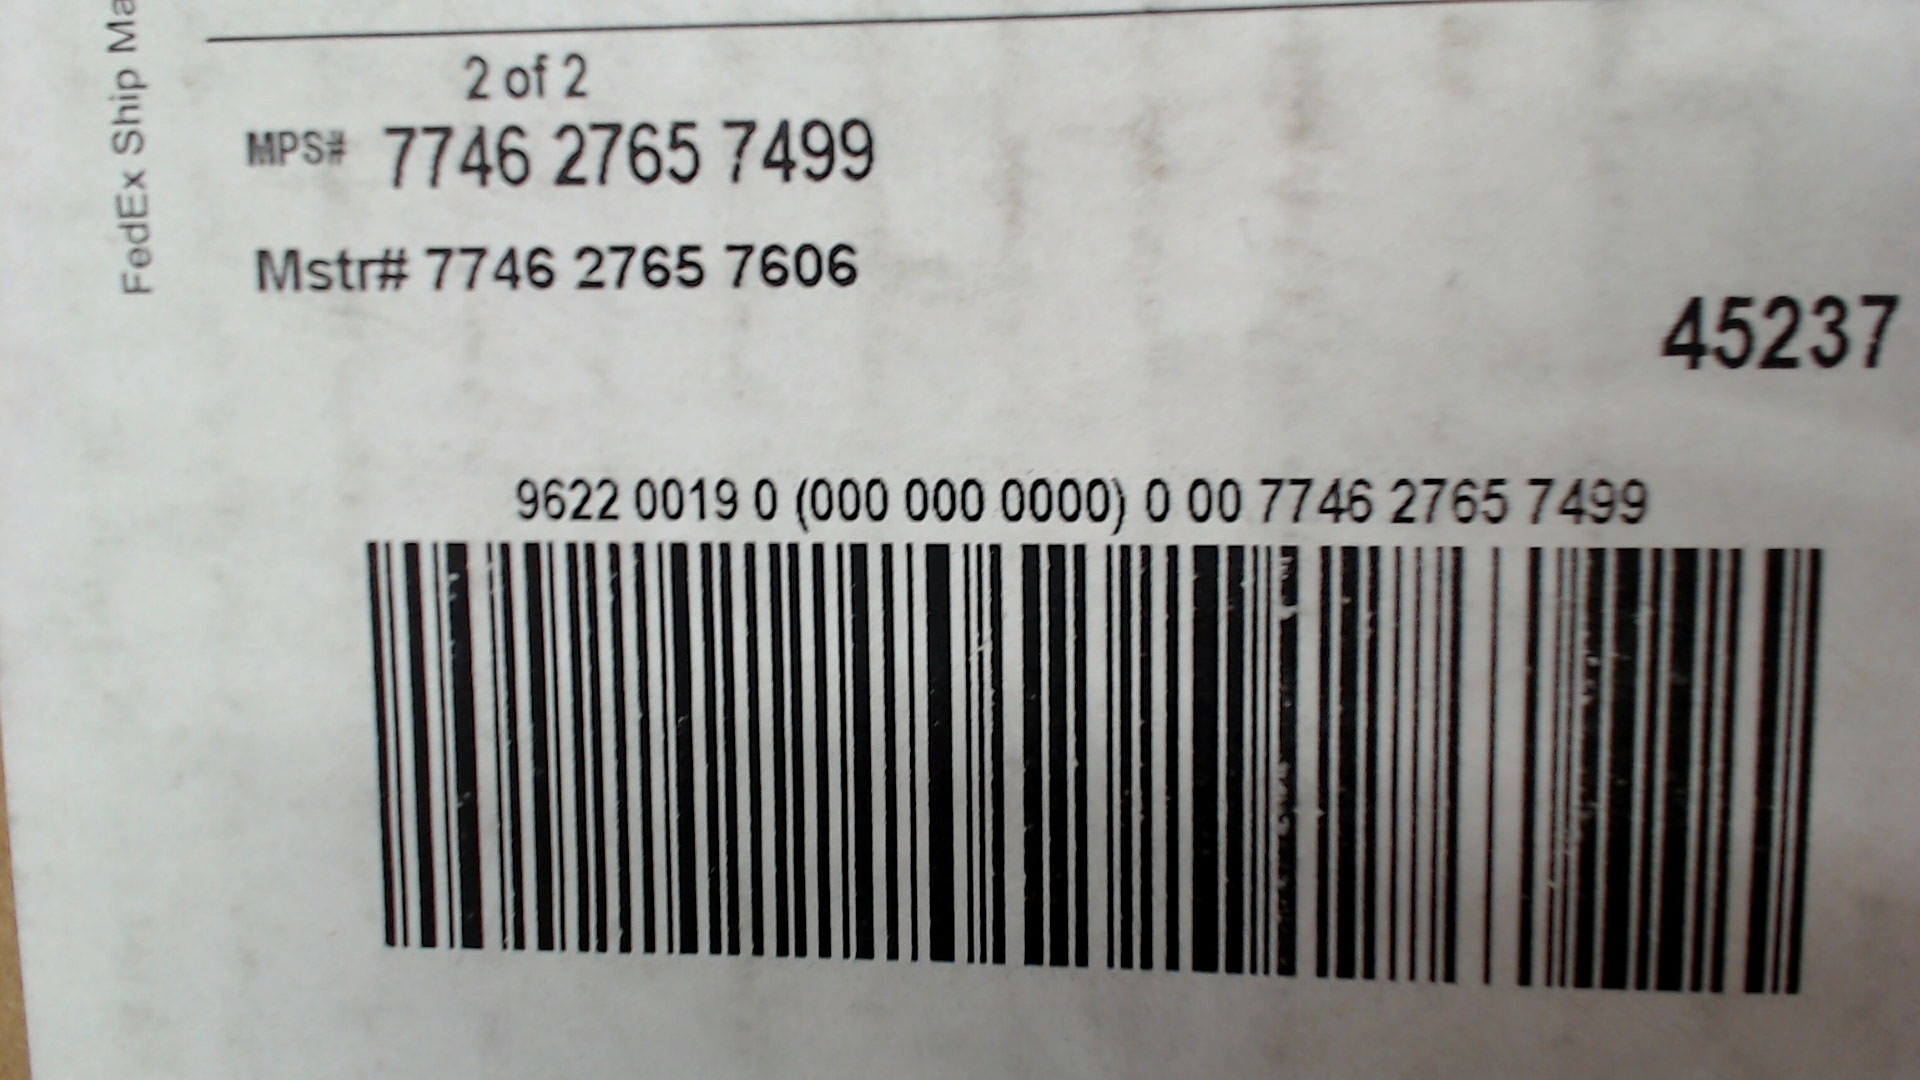 FedEx Ship Ma
2 of 2
MPS# 7746 2765 7499
Mstr# 7746 2765 7606
45237
9622 0019 0 (000 000 0000) 0 00 7746 2765 7499